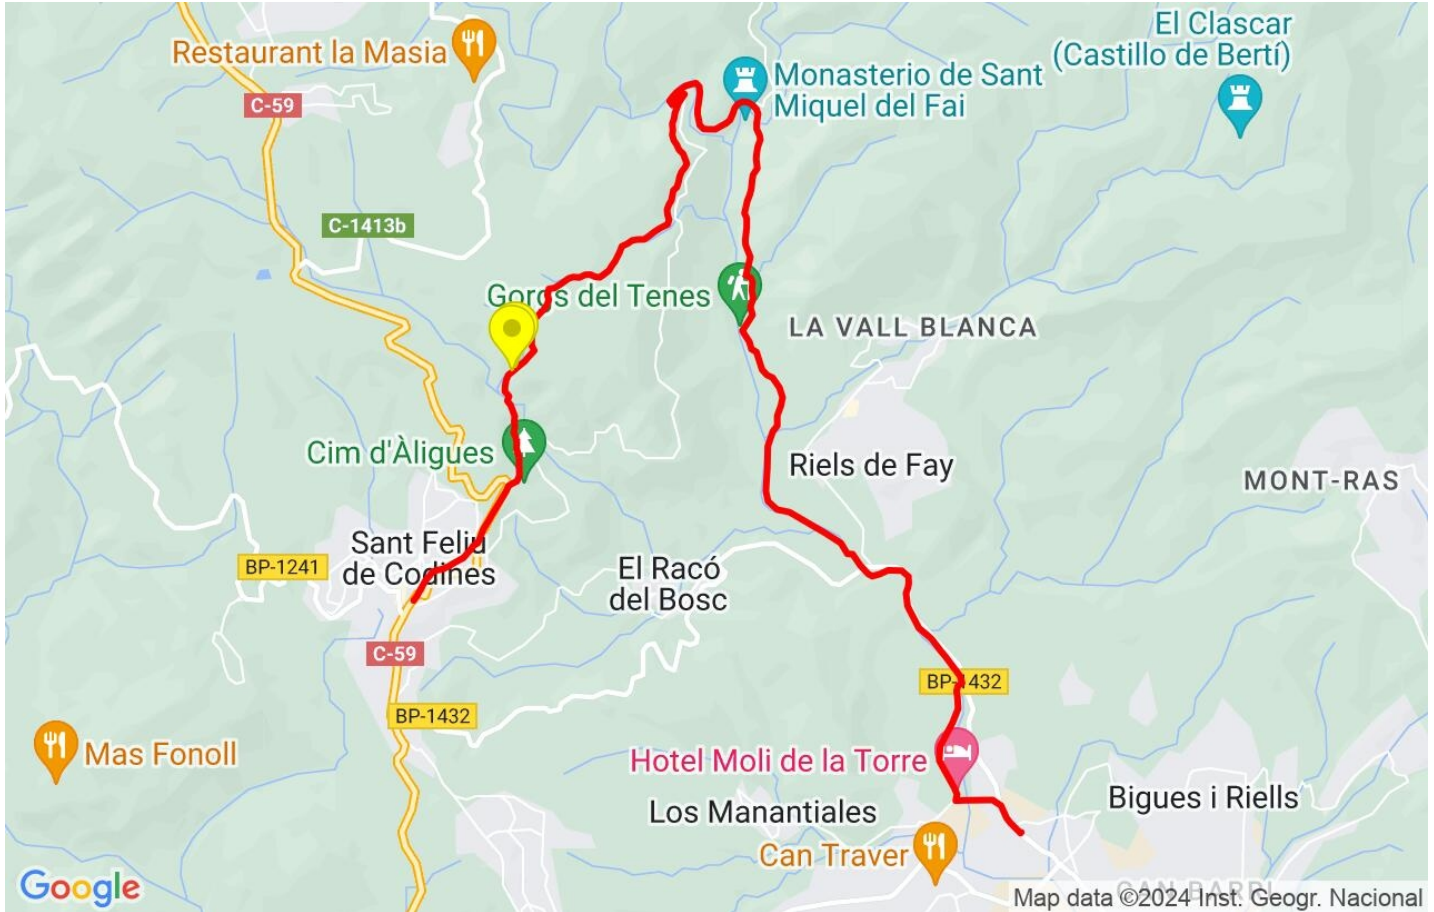 El Clascar
(Castillo de Bertí)
Restaurant la Masia
C-59
Monasterio de Sant
Miquel del Fai
C-1413b
Gorgs del Tenes
LA VALL BLANCA
Cim d'Àligues
Riels de Fay
MONT-RAS
Sant Feliu
de Codines
BP-1241
El Racó
del Bosc
C-59
BP-1432
BP-1432
Mas Fonoll
Hotel Moli de la Torre
Los Manantiales
Bigues i Riells
Can Traver
Google
Map data ©2024 Inst. Geogr. Nacional